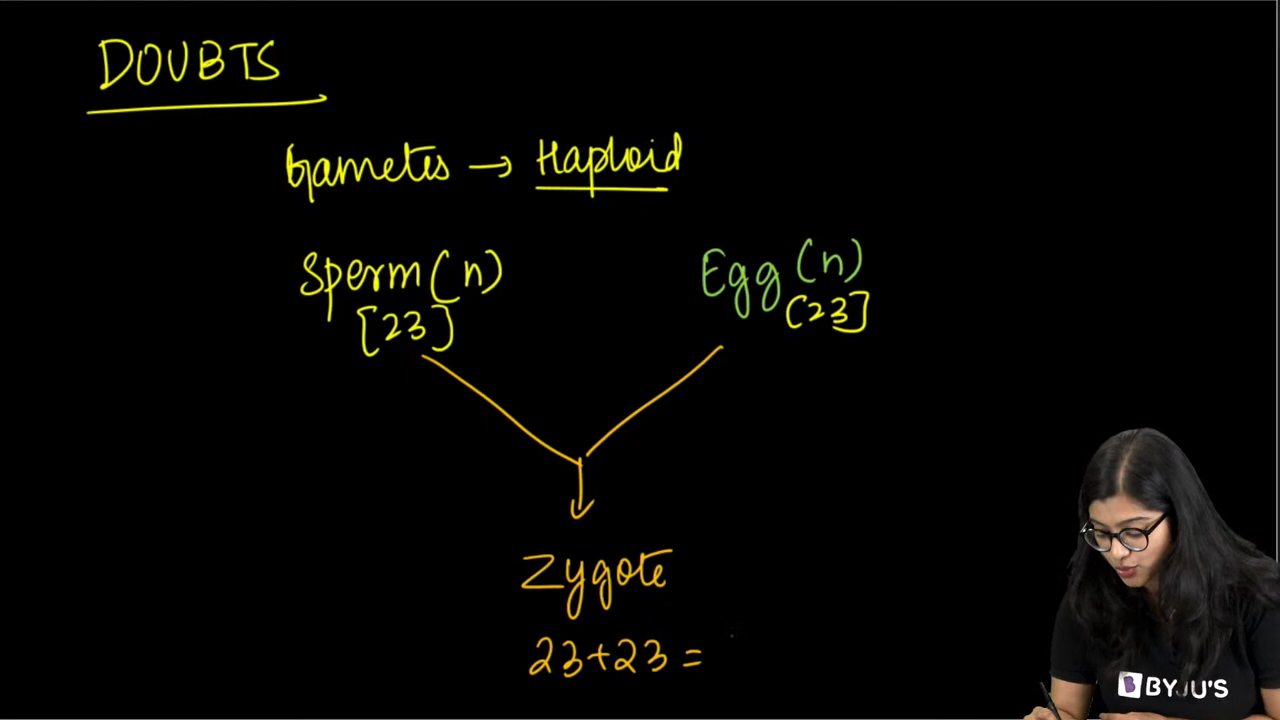 DOUBTS
Gametes → Haploid
Sperm (n) Egg (n)
[23] (23]
Zygote
23+23 =
BYJU'S